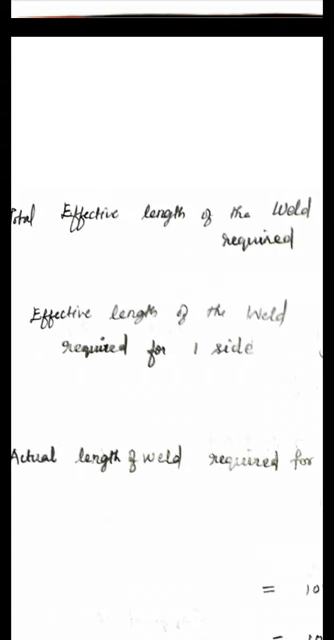 Total Effective length of the Weld
required
Effective length of the Weld
required for 1 side
Actual length of weld required for
= 10
=